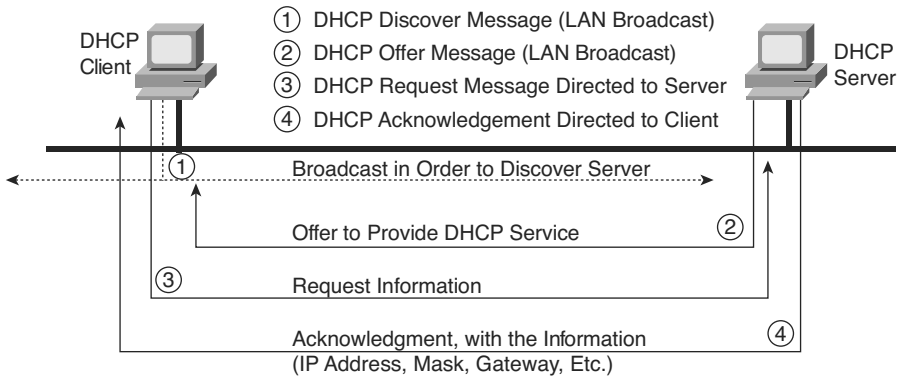 ① DHCP Discover Message (LAN Broadcast)
DHCP
Client
② DHCP Offer Message (LAN Broadcast)
DHCP
Server
③ DHCP Request Message Directed to Server
④ DHCP Acknowledgement Directed to Client
① Broadcast in Order to Discover Server
Offer to Provide DHCP Service ②
③ Request Information
Acknowledgment, with the Information ④
(IP Address, Mask, Gateway, Etc.)